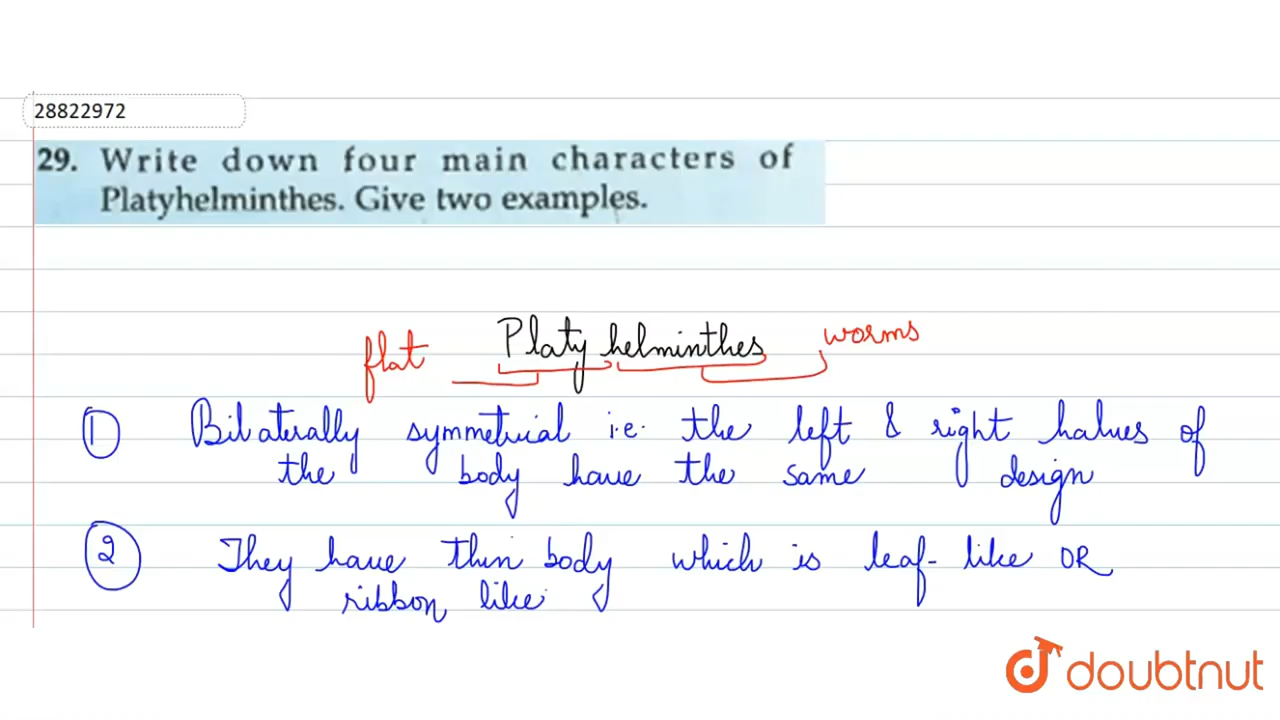 28822972
29. Write down four main characters of
Platyhelminthes. Give two examples.
flat Platy helminthes worms
1 Bilaterally symmetrical i.e. the left & right halves of
the body have the same design
2 They have thin body which is leaf-like OR
ribbon like
doubtnut